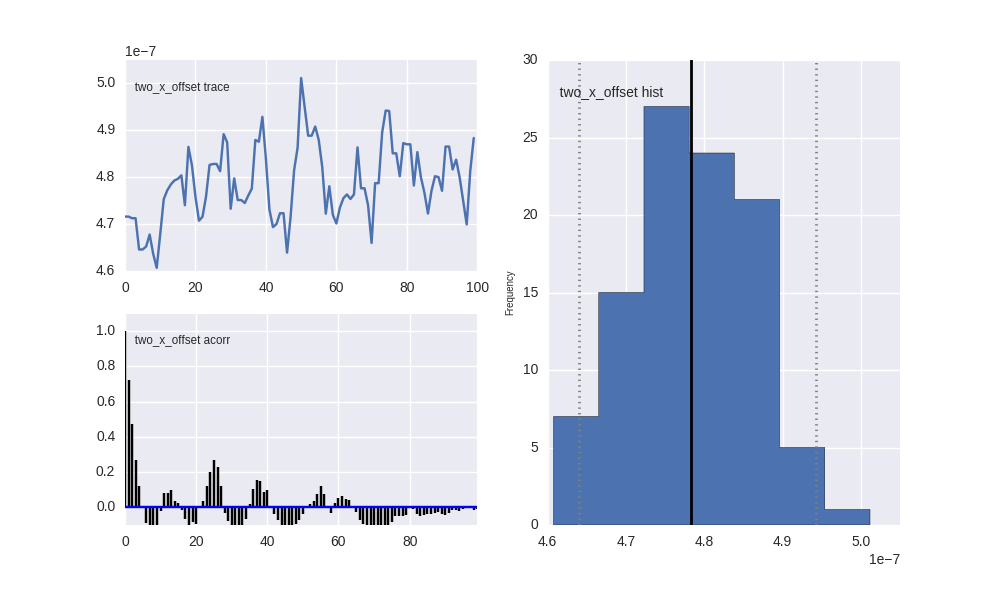 1e−7
two_x_offset trace
5.0
4.9
4.8
4.7
4.6
0 20 40 60 80 100
two_x_offset acorr
1.0
0.8
0.6
0.4
0.2
0.0
0 20 40 60 80
two_x_offset hist
Frequency
30
25
20
15
10
5
0
4.6 4.7 4.8 4.9 5.0
1e−7